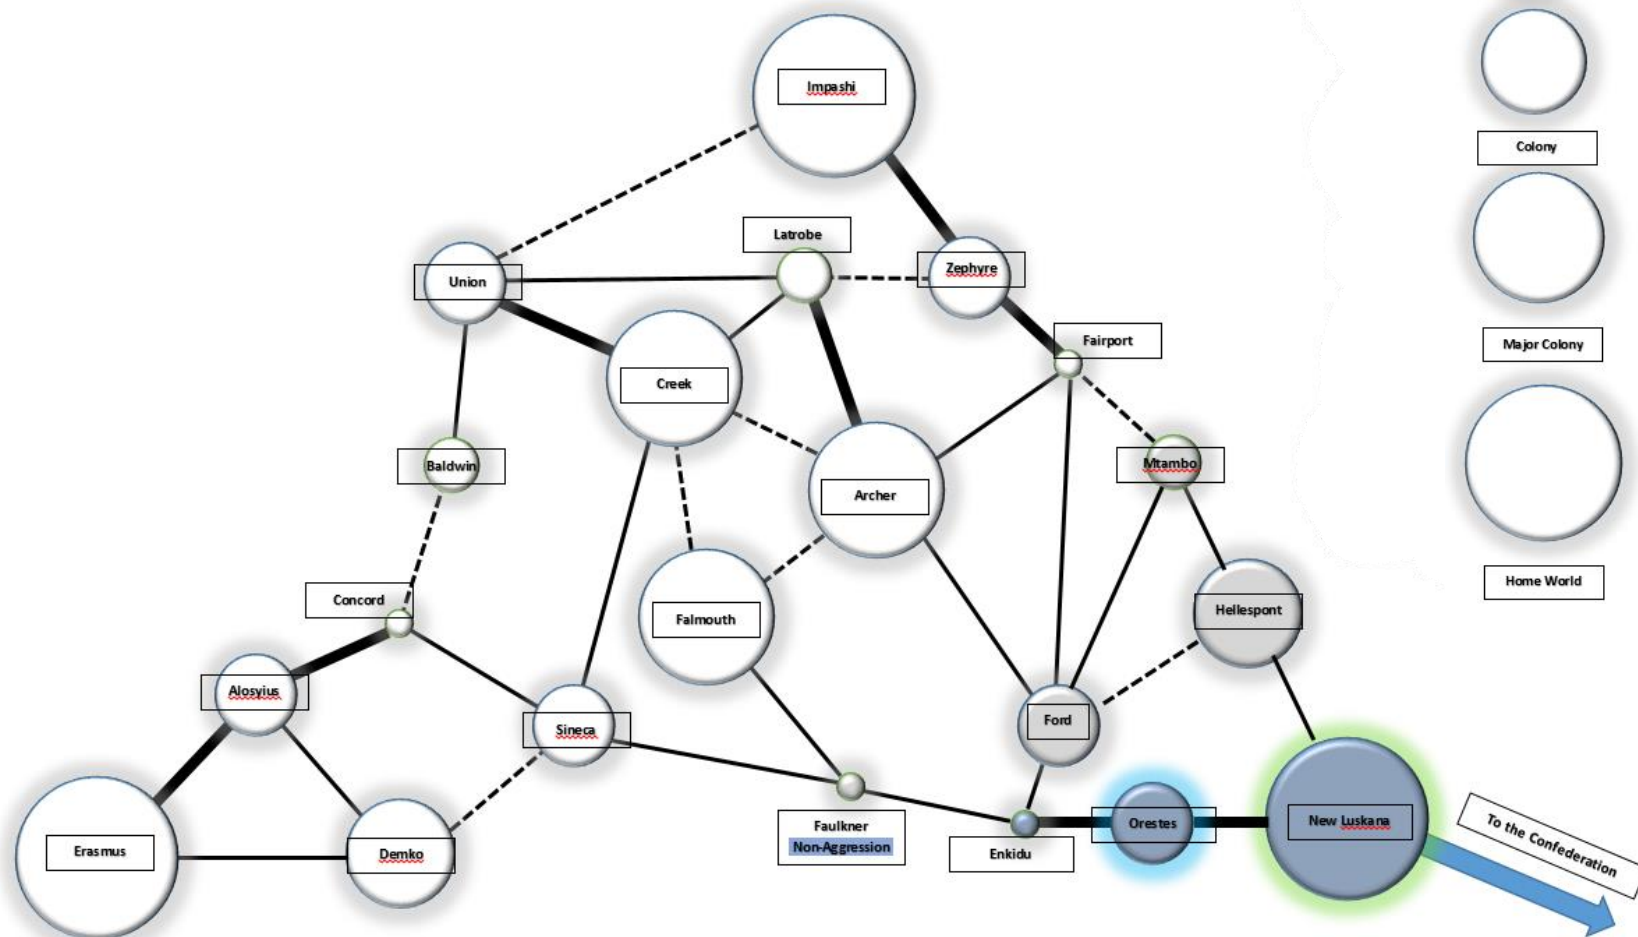 Impashi
Colony
Latrobe
Zephyre
Union
Fairport
Major Colony
Creek
Mtambo
Baldwin
Archer
Home World
Concord
Hellespont
Falmouth
Alosyius
Ford
Sineca
To the Confederation
New Luskana
Orestes
Faulkner
Non-Aggression
Enkidu
Erasmus
Demko